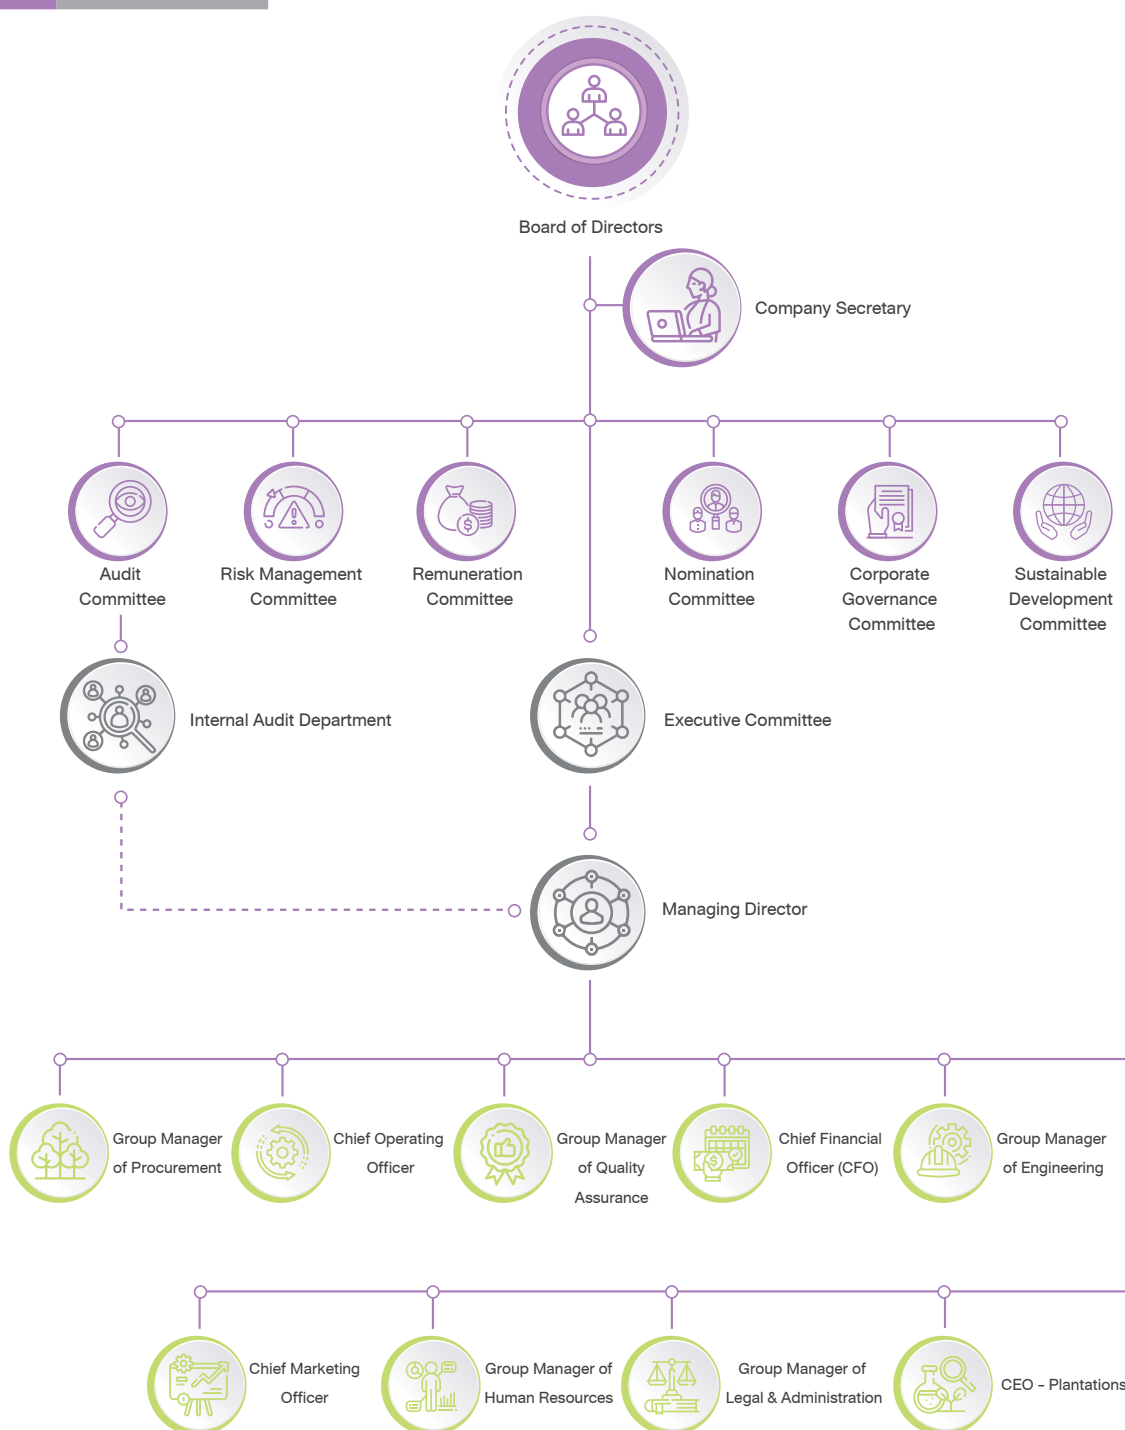 Board of Directors
Company Secretary
Audit
Committee
Risk Management
Committee
Remuneration
Committee
Nomination
Committee
Corporate
Governance
Committee
Sustainable
Development
Committee
Internal Audit Department
Executive Committee
Managing Director
Group Manager
of Procurement
Chief Operating
Officer
Group Manager
of Quality
Assurance
Chief Financial
Officer (CFO)
Group Manager
of Engineering
Chief Marketing
Officer
Group Manager of
Human Resources
Group Manager of
Legal & Administration
CEO - Plantations